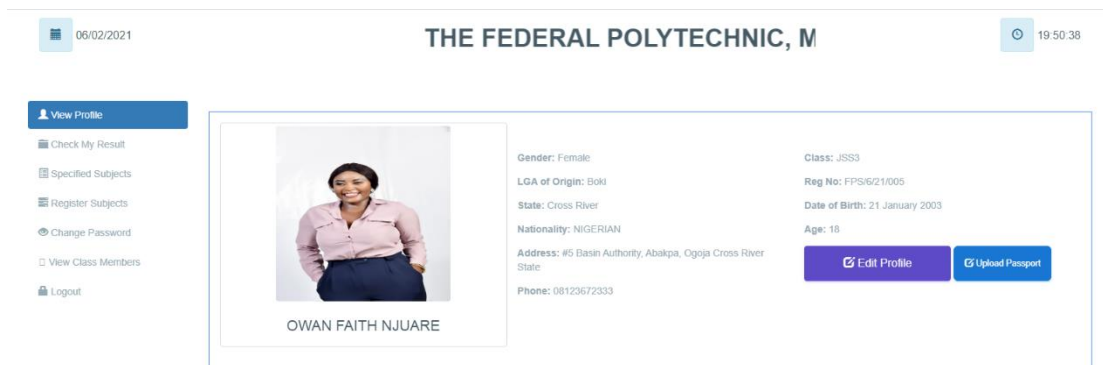 06/02/2021
THE FEDERAL POLYTECHNIC, M
19:50:38
View Profile
Check My Result
Specified Subjects
Register Subjects
Change Password
View Class Members
Logout
OWAN FAITH NJUARE
Gender: Female
LGA of Origin: Boki
State: Cross River
Nationality: NIGERIAN
Address: #5 Basin Authority, Abakpa, Ogoja Cross River
State
Phone: 08123672333
Class: JSS3
Reg No: FPS/6/21/005
Date of Birth: 21 January 2003
Age: 18
Edit Profile
Upload Passport